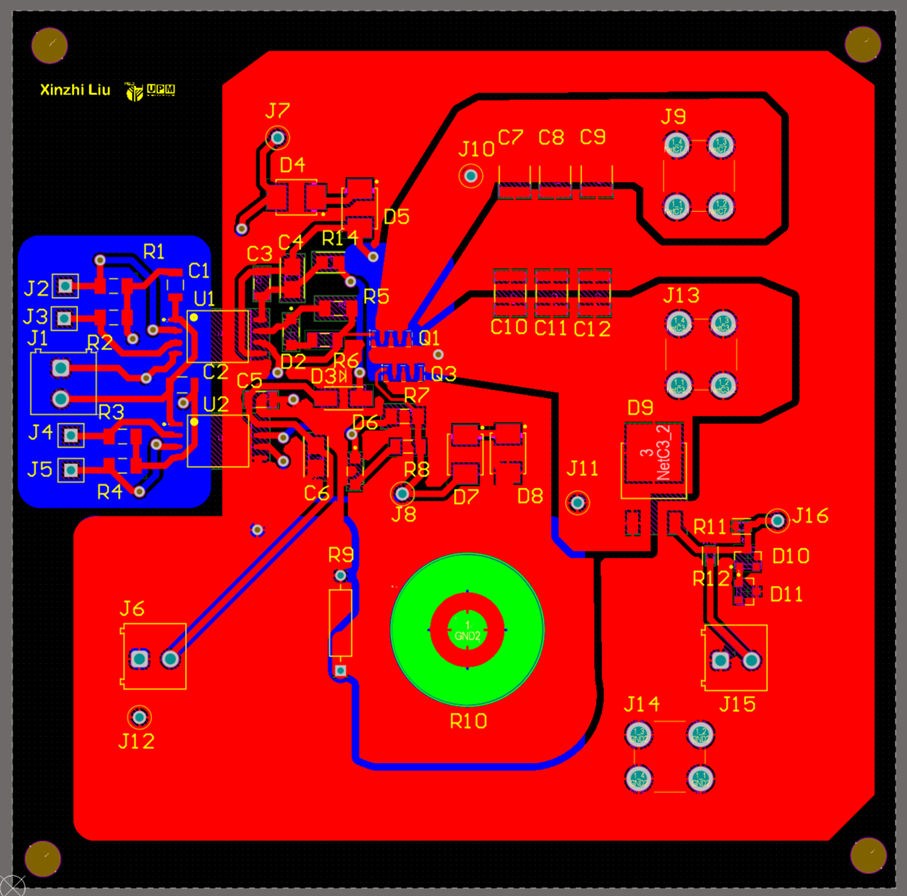 Xinzhi Liu UPM
J7
D4
D5
J10
C7 C8 C9
J9
R1
C3
C4
R14
C1
J2
U1
R5
J3
C10 C11 C12
J13
J1
R2
D2
R6
Q1
C2
C5
D3
Q3
R7
R3
U2
D6
D9
3
NetC3_2
J4
J5
R4
C6
R8
J8
D7
D8
J11
R11
J16
R9
R12
D10
D11
1
GND2
J6
R10
J15
J12
J14